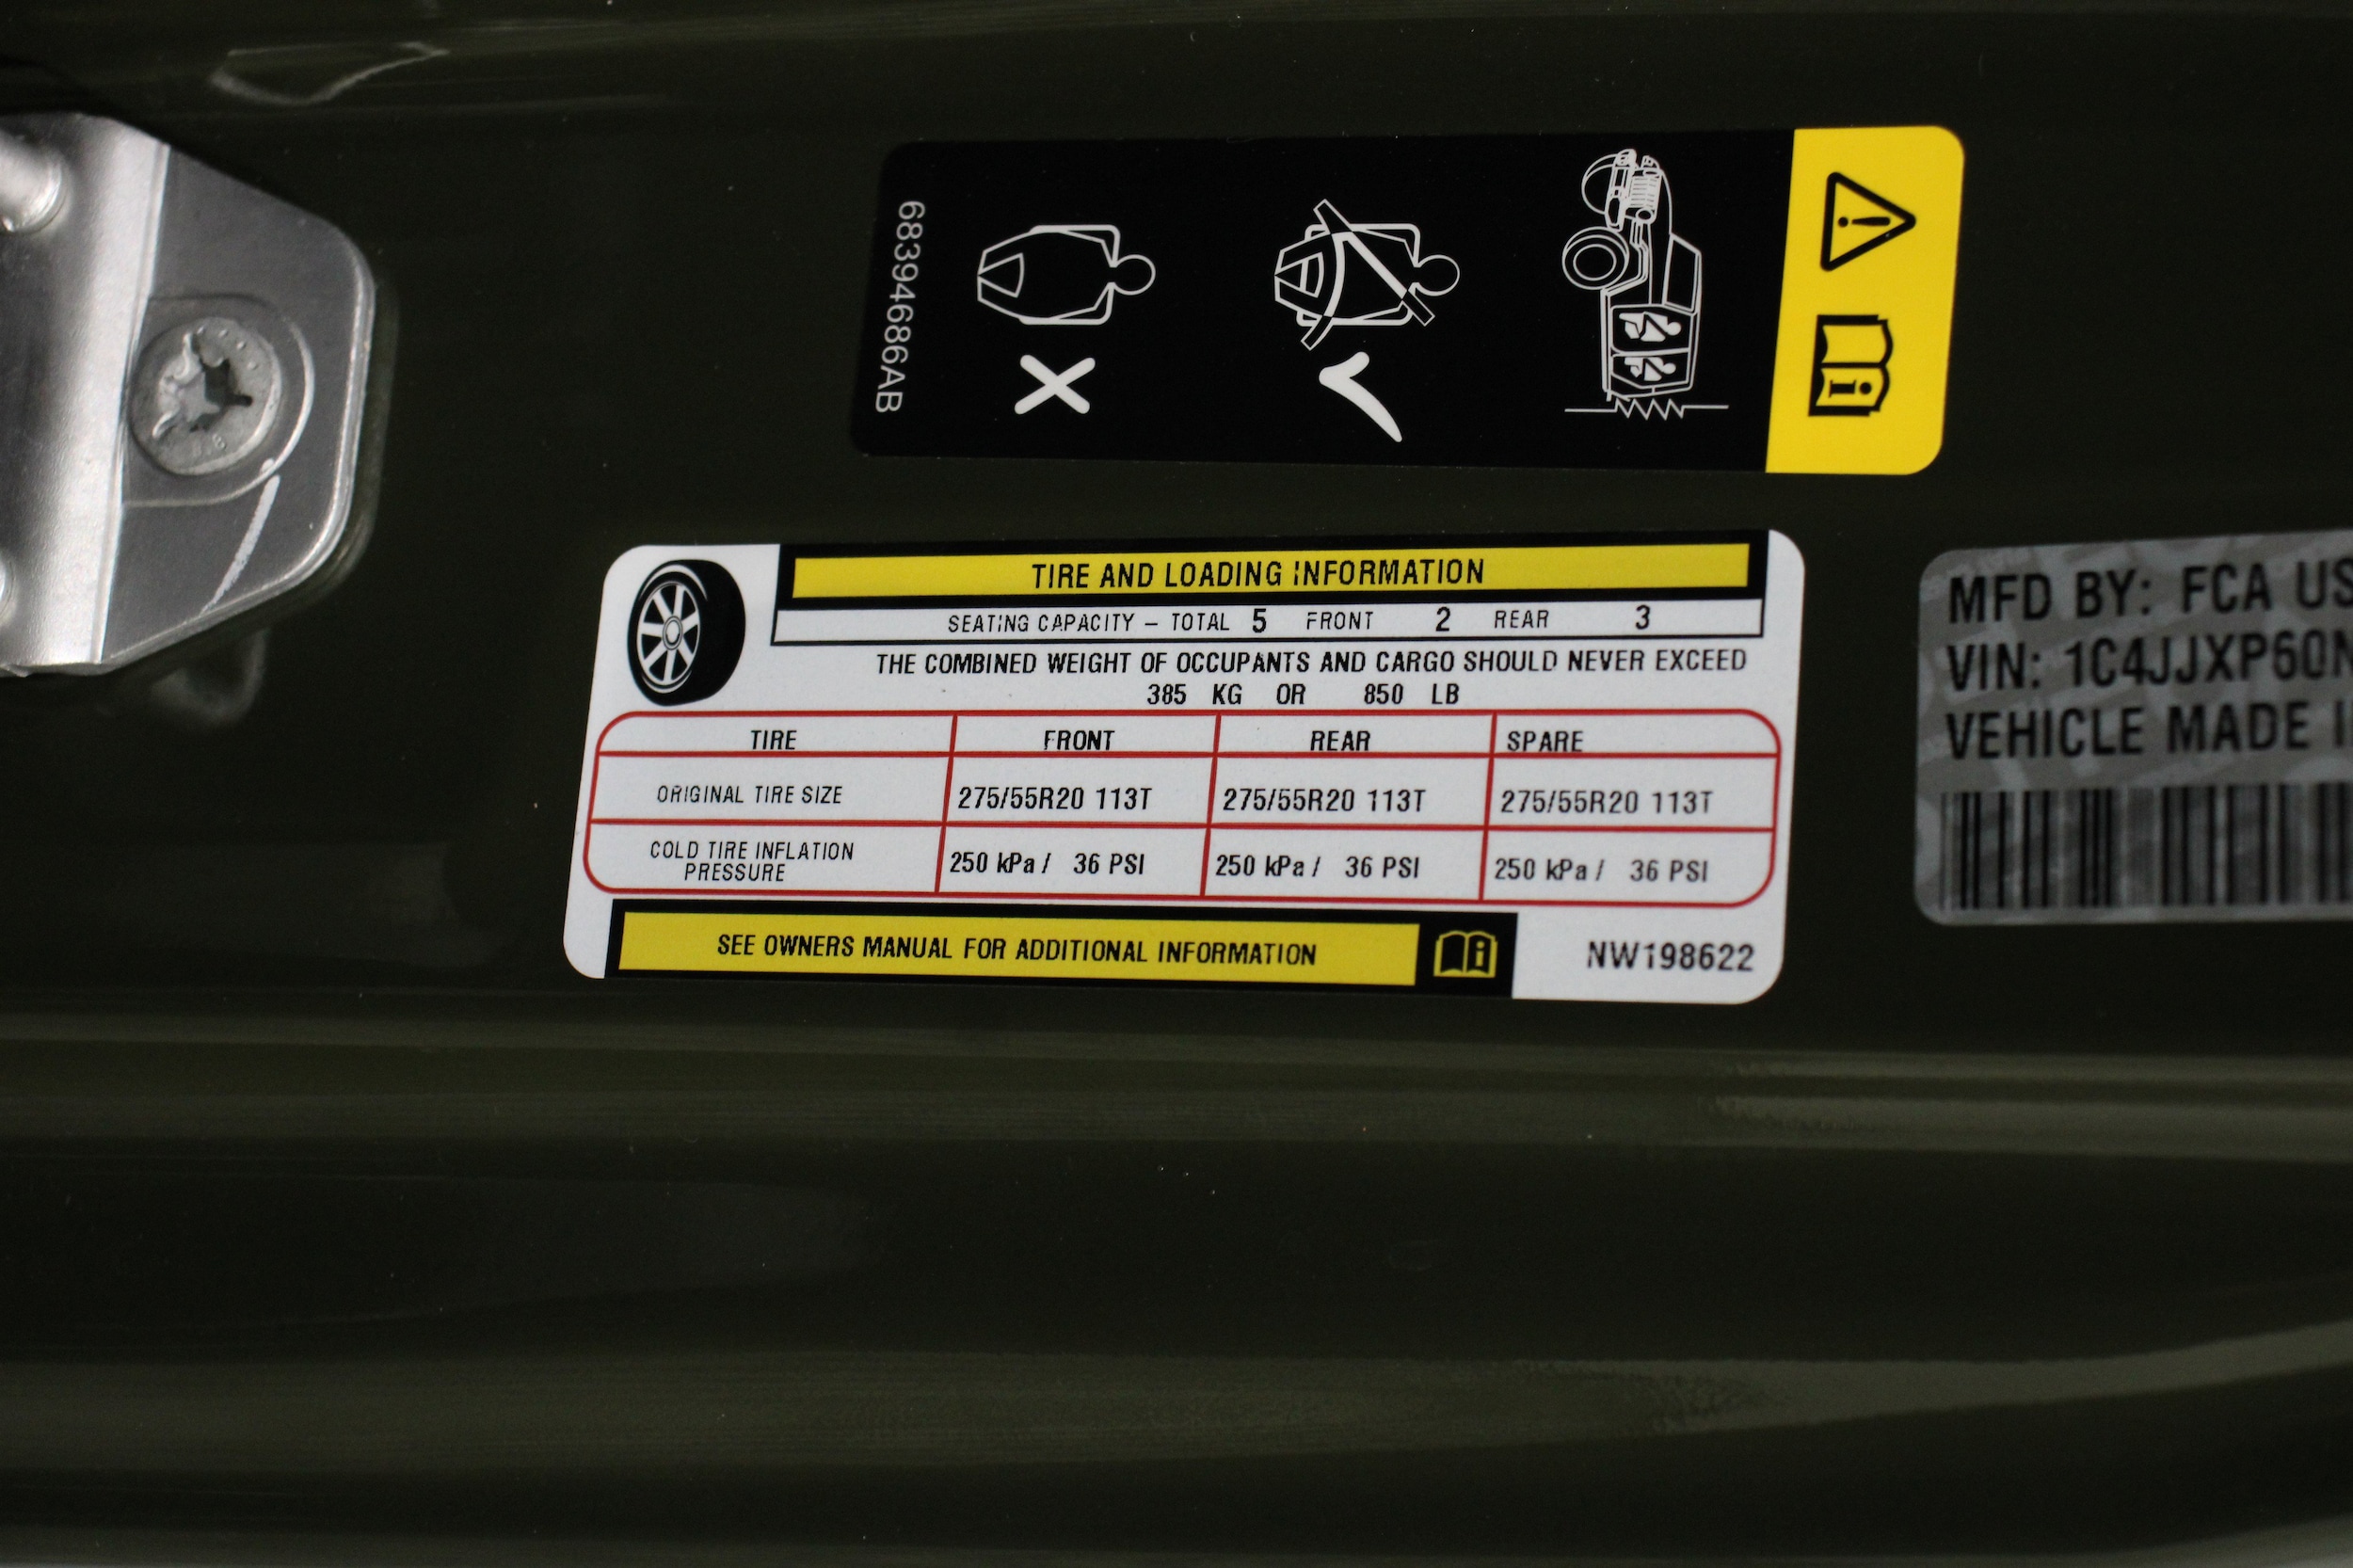 68394686AB
TIRE AND LOADING INFORMATION
SEATING CAPACITY – TOTAL 5 FRONT 2 REAR 3
THE COMBINED WEIGHT OF OCCUPANTS AND CARGO SHOULD NEVER EXCEED
385 KG OR 850 LB
TIRE FRONT REAR SPARE
ORIGINAL TIRE SIZE 275/55R20 113T 275/55R20 113T 275/55R20 113T
COLD TIRE INFLATION
PRESSURE 250 kPa / 36 PSI 250 kPa / 36 PSI 250 kPa / 36 PSI
SEE OWNERS MANUAL FOR ADDITIONAL INFORMATION
NW198622
MFD BY: FCA US
VIN: 1C4JJXP60N
VEHICLE MADE I